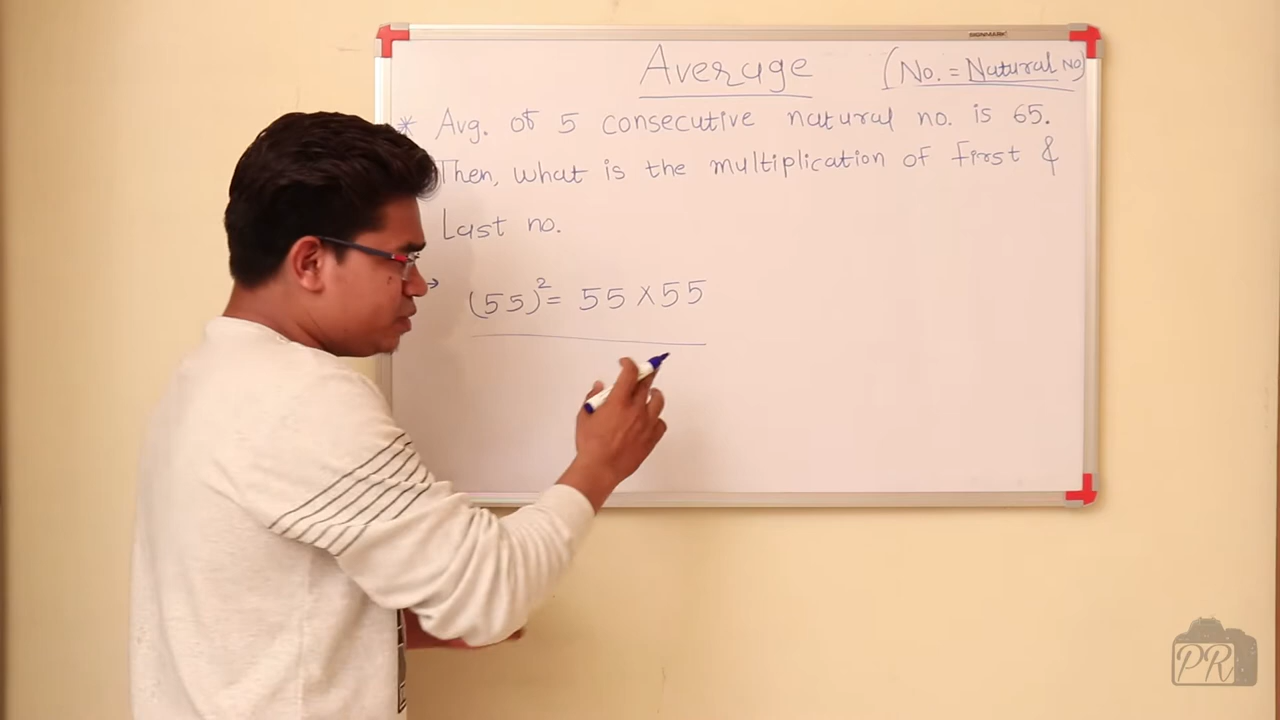 SIGNMARK
Average
(No. = Natural No)
* Avg. of 5 consecutive natural no. is 65.
Then, what is the multiplication of First &
Last no.
→ (55)² = 55 X 55
PR